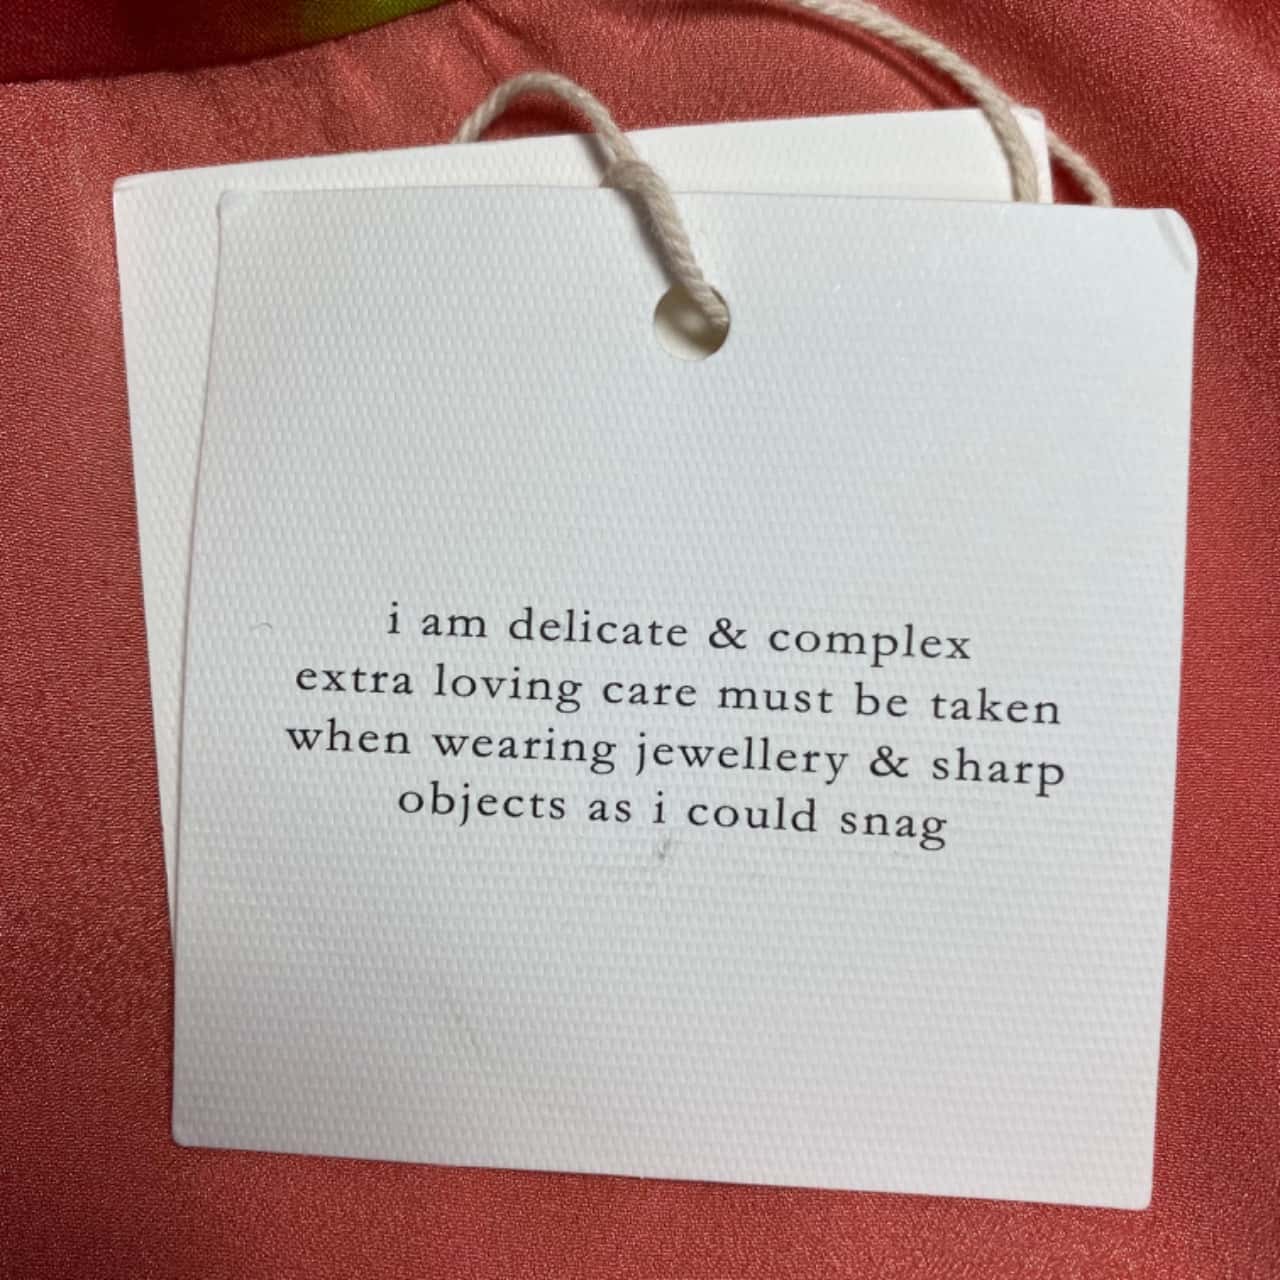 i am delicate & complex
extra loving care must be taken
when wearing jewellery & sharp
objects as i could snag